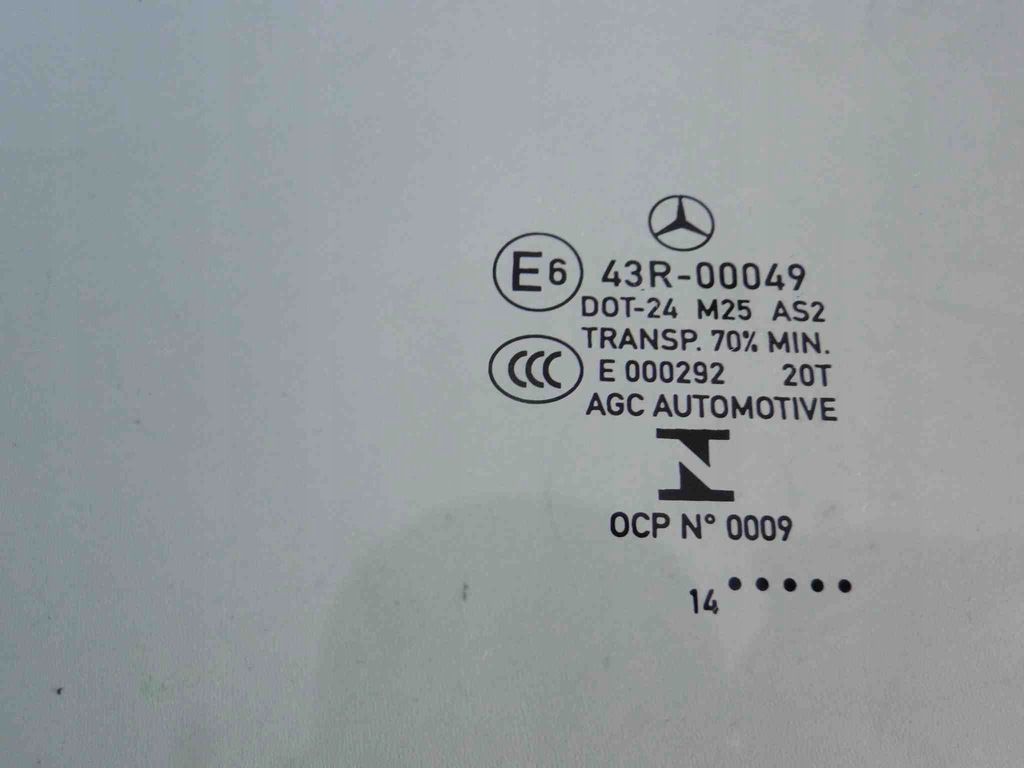 E6 43R-00049
DOT-24 M25 AS2
TRANSP. 70% MIN.
CCC E 000292 20T
AGC AUTOMOTIVE
OCP N° 0009
14 •••••